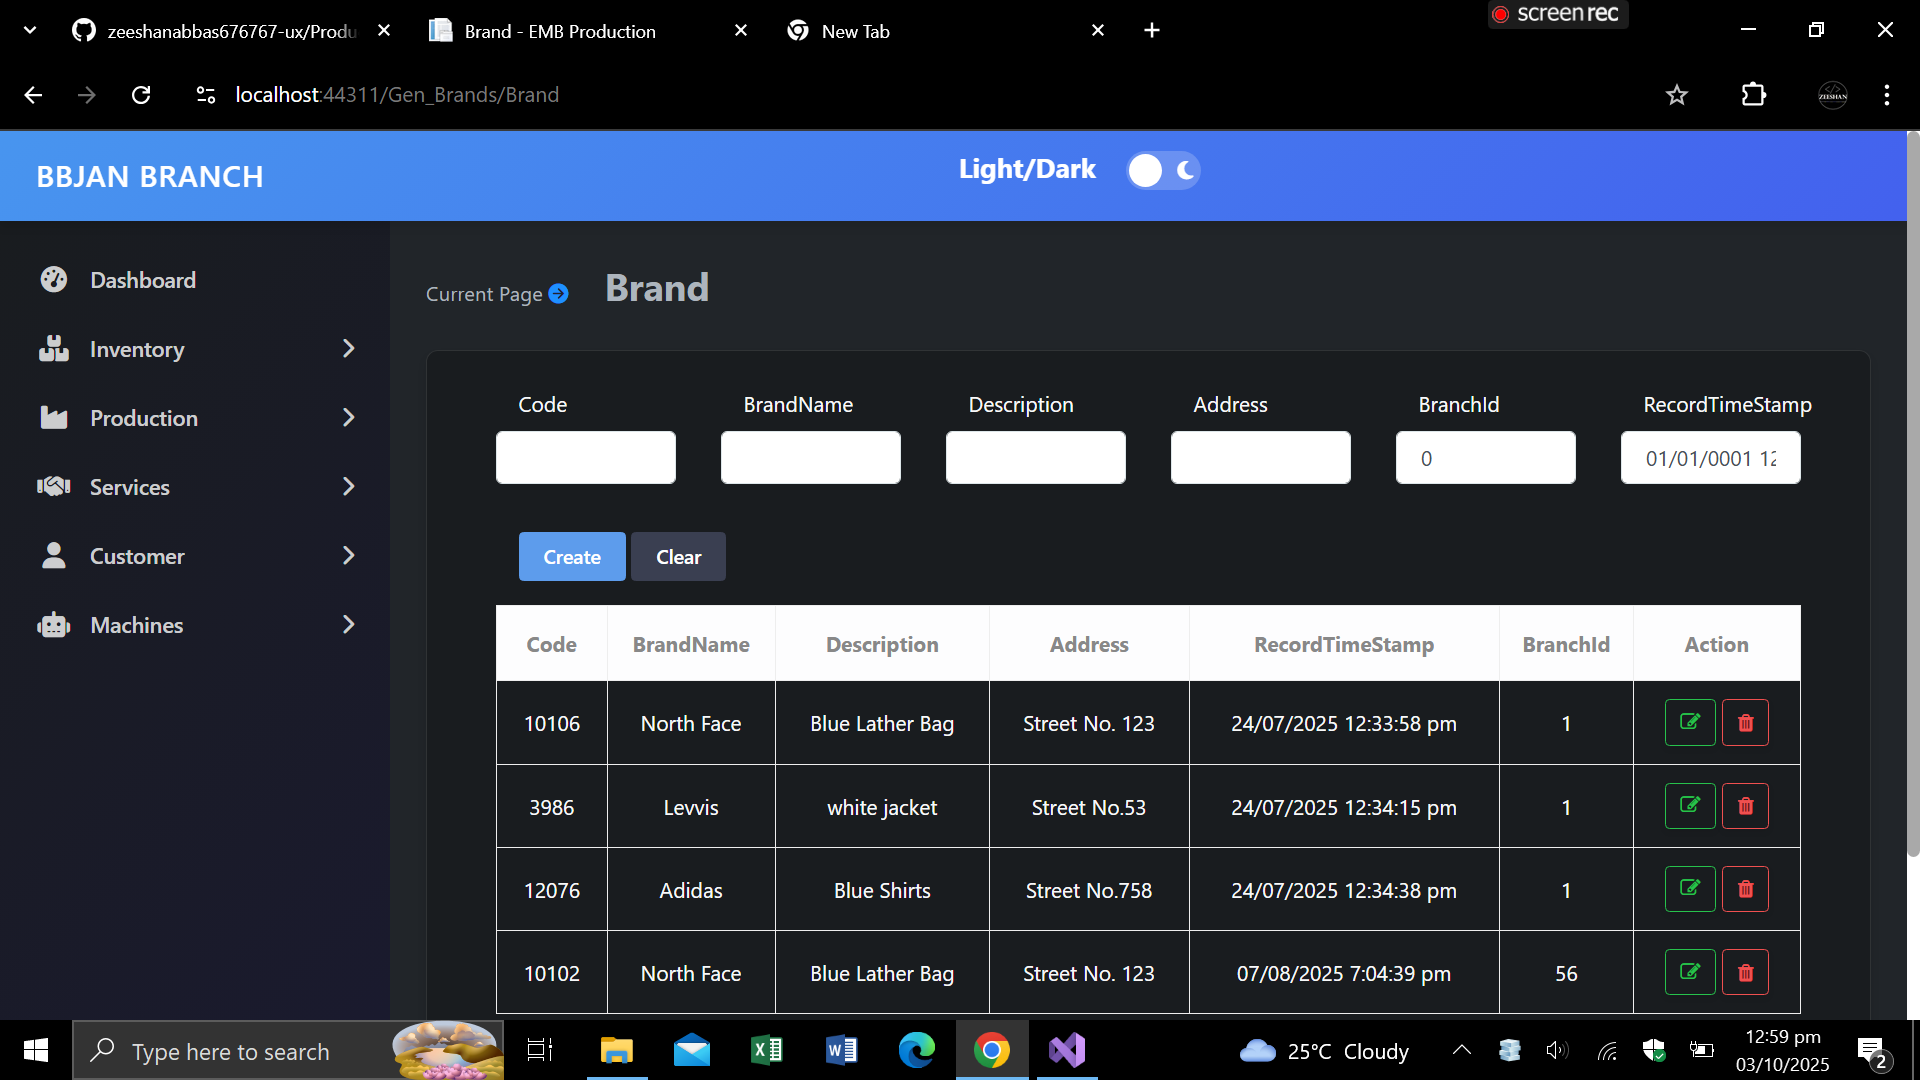 screenrec
zeeshanabbas676767-ux/Produ
Brand - EMB Production
New Tab
localhost:44311/Gen_Brands/Brand
ZEESHAN
BBJAN BRANCH
Light/Dark
Dashboard
Inventory
Production
Services
Customer
Machines
Current Page
Brand
Code BrandName Description Address BranchId RecordTimeStamp
0 01/01/0001 12
Create Clear
Code BrandName Description Address RecordTimeStamp BranchId Action
10106 North Face Blue Lather Bag Street No. 123 24/07/2025 12:33:58 pm 1
3986 Levvis white jacket Street No.53 24/07/2025 12:34:15 pm 1
12076 Adidas Blue Shirts Street No.758 24/07/2025 12:34:38 pm 1
10102 North Face Blue Lather Bag Street No. 123 07/08/2025 7:04:39 pm 56
Type here to search
25°C Cloudy
12:59 pm
03/10/2025
2